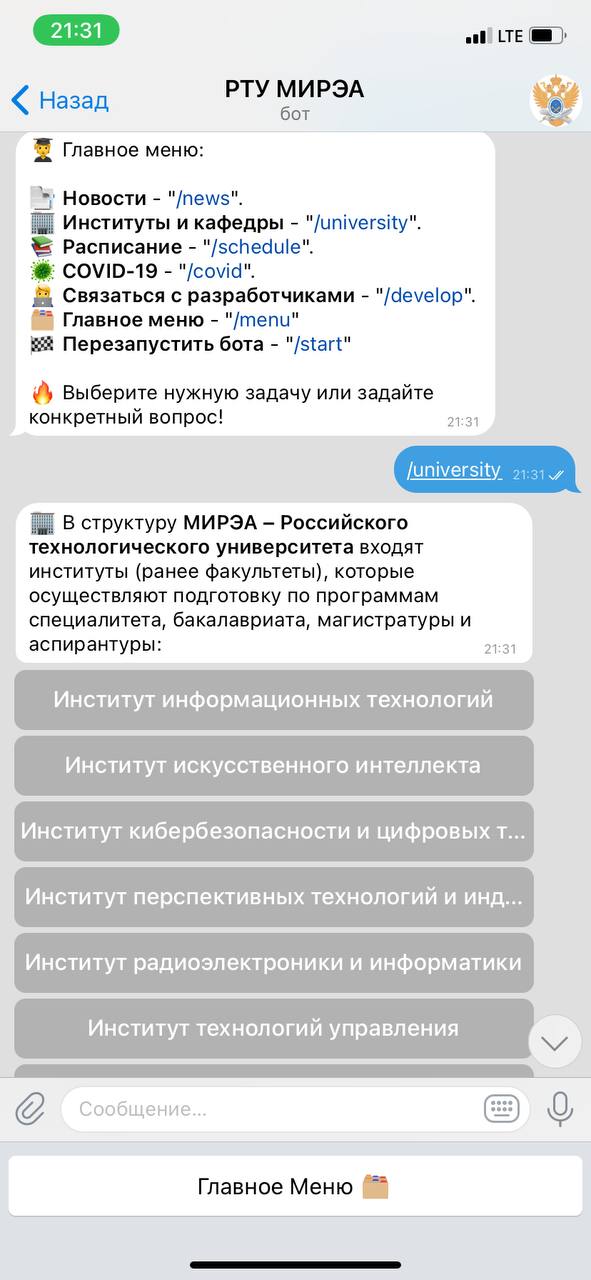 21:31
LTE
Назад
РТУ МИРЭА
бот
Главное меню:
Новости - "/news".
Институты и кафедры - "/university".
Расписание - "/schedule".
COVID-19 - "/covid".
Связаться с разработчиками - "/develop".
Главное меню - "/menu"
Перезапустить бота - "/start"
Выберите нужную задачу или задайте
конкретный вопрос!
21:31
/university 21:31
В структуру МИРЭА – Российского
технологического университета входят
институты (ранее факультеты), которые
осуществляют подготовку по программам
специалитета, бакалавриата, магистратуры и
аспирантуры:
21:31
Институт информационных технологий
Институт искусственного интеллекта
Институт кибербезопасности и цифровых т...
Институт перспективных технологий и инд...
Институт радиоэлектроники и информатики
Институт технологий управления
Сообщение...
Главное Меню